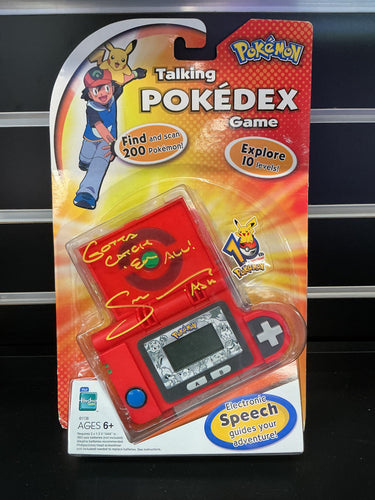 Pokémon
Talking
POKÉDEX
Game
Find and scan
200 Pokémon!
Explore
10 levels!
GOTTA
CATCH
'EM ALL!
10
Pokémon
ASH
Pokémon
A B
Hasbro
AGES 6+
Electronic
Speech
guides your
adventure!